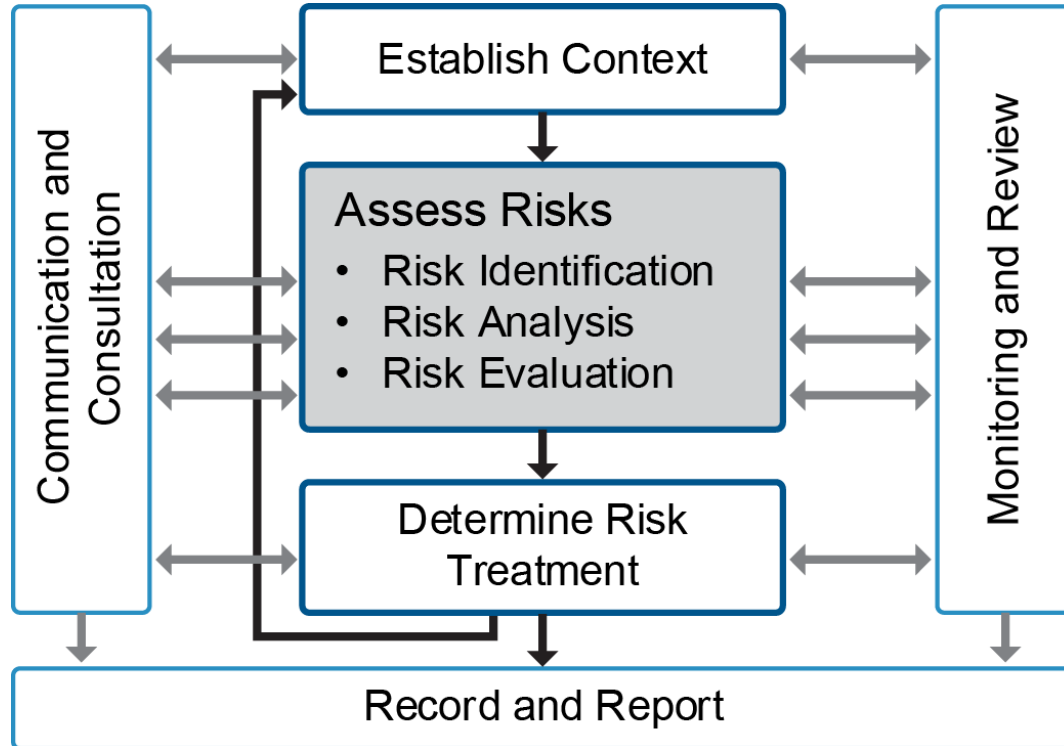 Establish Context
Communication and
Consultation
Assess Risks
• Risk Identification
• Risk Analysis
• Risk Evaluation
Monitoring and Review
Determine Risk
Treatment
Record and Report